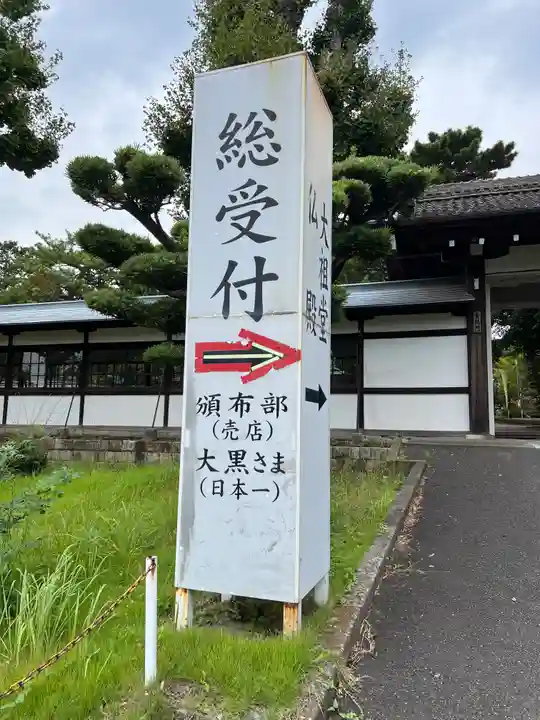 総受付
頒布部
(売店)
大黒さま
(日本一)
大祖堂
仏殿